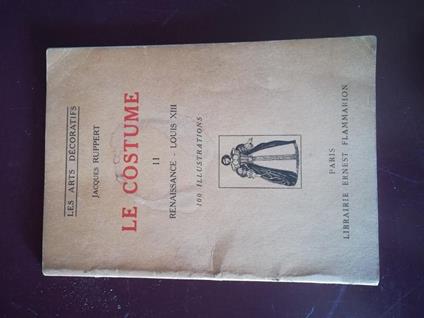 LES ARTS DÉCORATIFS
JACQUES RUPPERT
LE COSTUME
II
RENAISSANCE - LOUIS XIII
100 ILLUSTRATIONS
PARIS
LIBRAIRIE ERNEST FLAMMARION